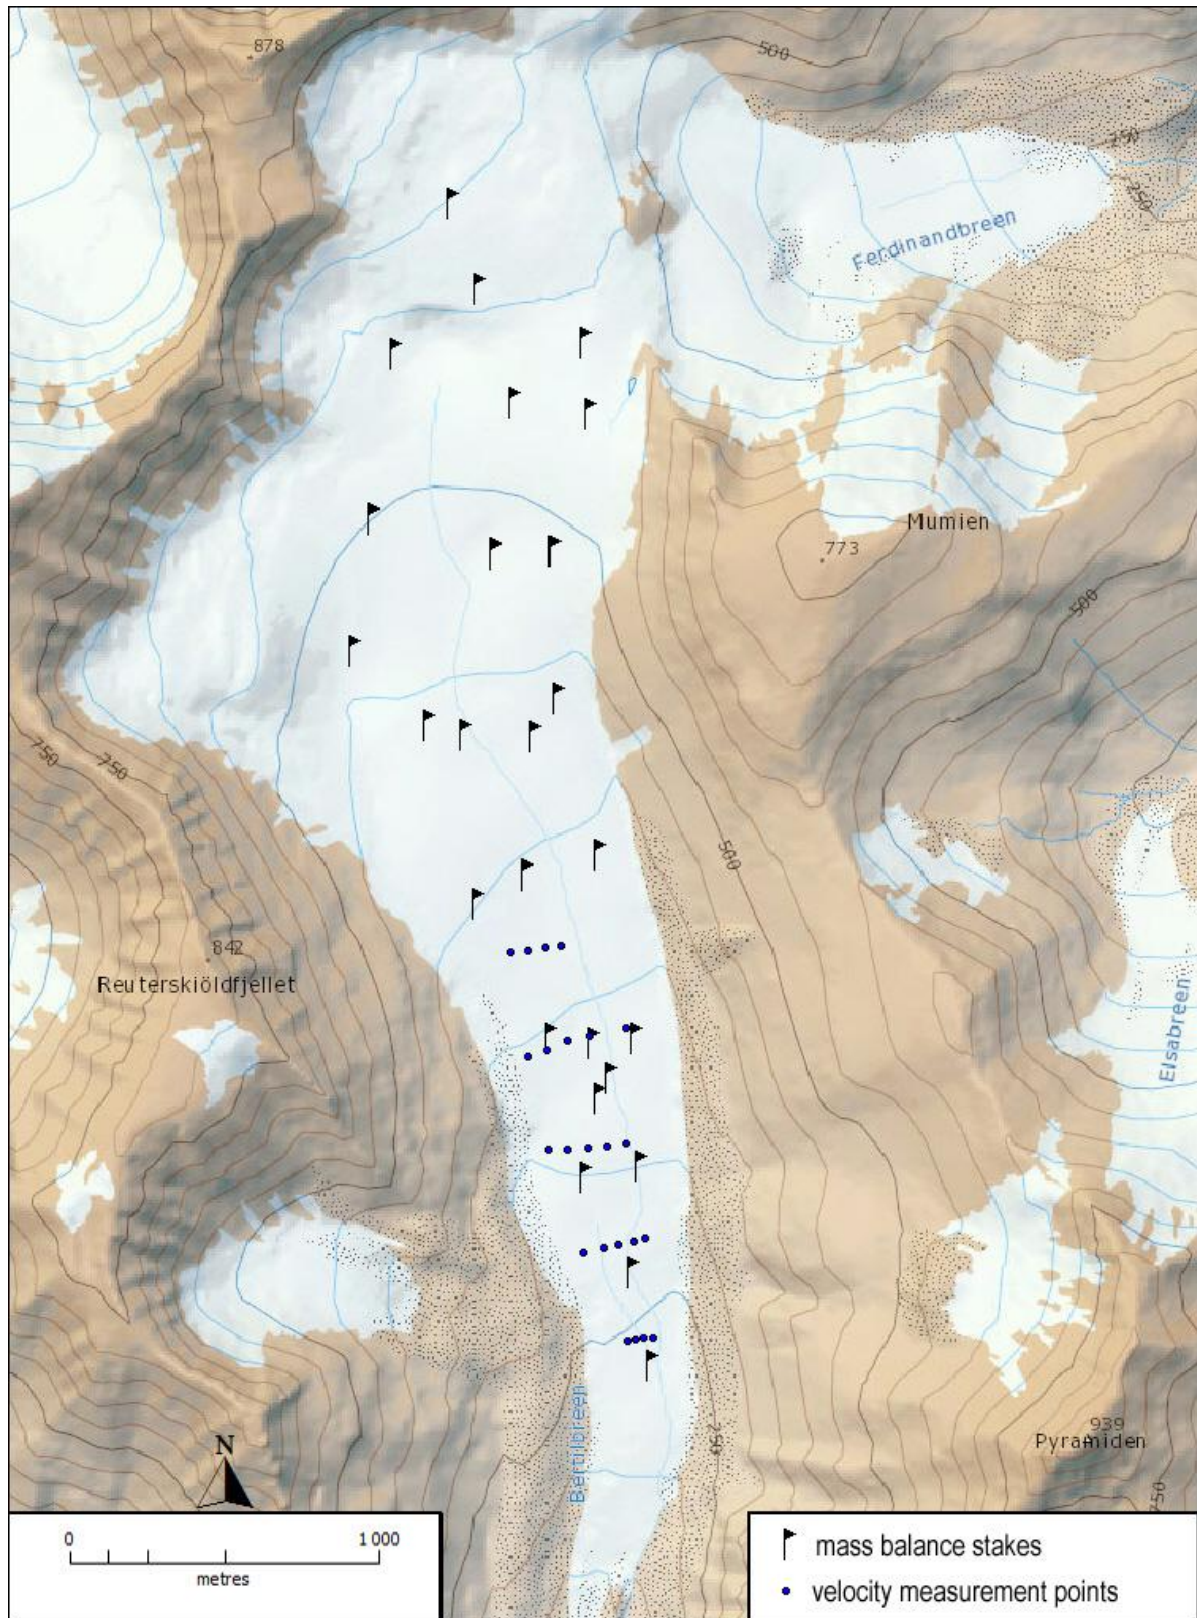 878
500
250
250
Ferdinandbreen
Mumien
773
500
750
750
500
842
Reuterskiöldfjellet
Elsabreen
939
Pyramiden
Bertilbreen
250
750
N
0 1 000
metres
mass balance stakes
velocity measurement points